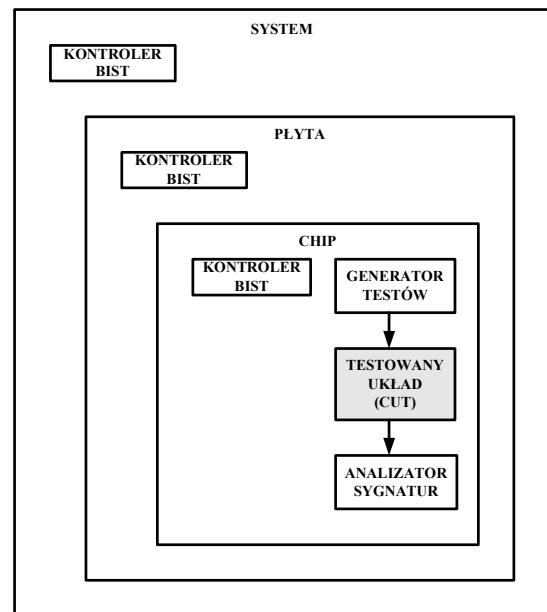 SYSTEM
KONTROLER
BIST
PŁYTA
KONTROLER
BIST
CHIP
KONTROLER
BIST
GENERATOR
TESTÓW
TESTOWANY
UKŁAD
(CUT)
ANALIZATOR
SYGNATUR